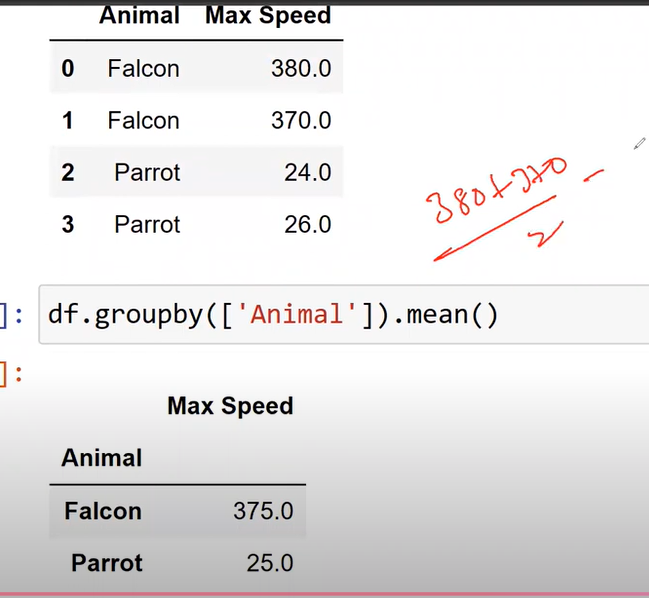 Animal Max Speed
0 Falcon 380.0
1 Falcon 370.0
2 Parrot 24.0
3 Parrot 26.0
380+370
2
]: df.groupby(['Animal']).mean()
]:
Max Speed
Animal
Falcon 375.0
Parrot 25.0